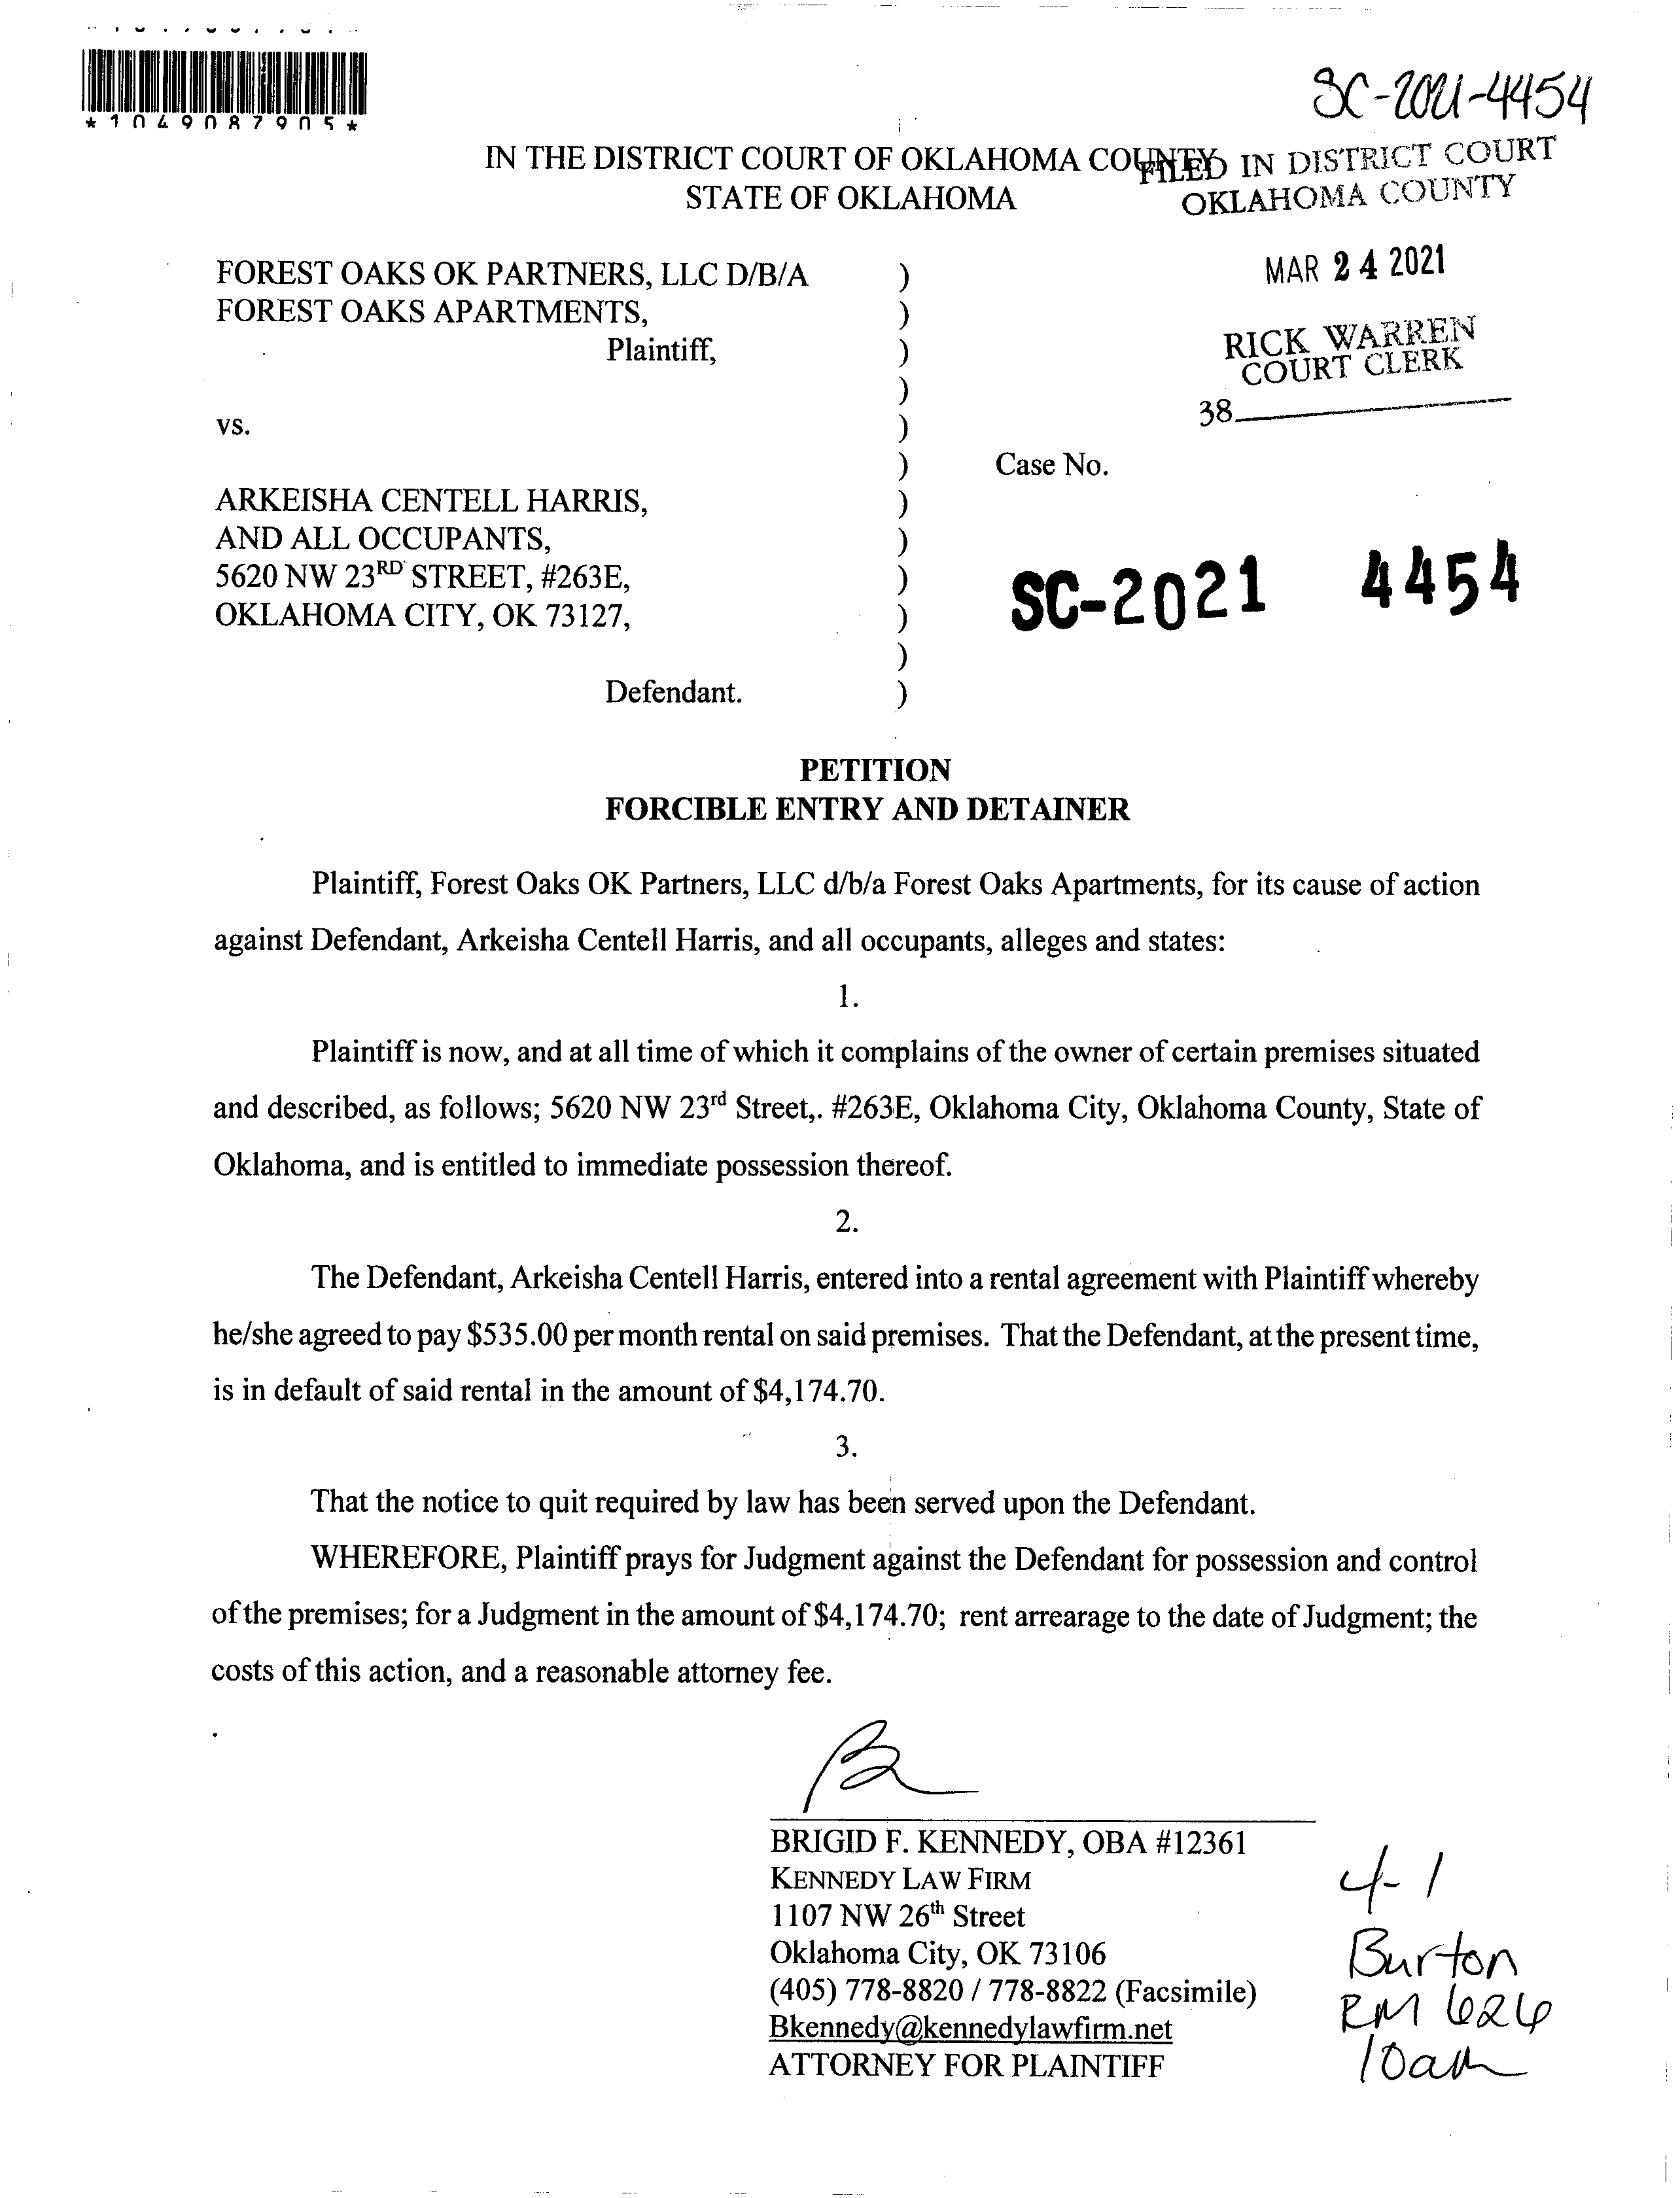 *1049087905*
SC-2021-4454
IN THE DISTRICT COURT OF OKLAHOMA COUNTY
STATE OF OKLAHOMA
FILED IN DISTRICT COURT
OKLAHOMA COUNTY
MAR 24 2021
RICK WARREN
COURT CLERK
38
FOREST OAKS OK PARTNERS, LLC D/B/A )
FOREST OAKS APARTMENTS, )
Plaintiff, )
)
vs. )
) Case No.
ARKEISHA CENTELL HARRIS, )
AND ALL OCCUPANTS, )
5620 NW 23RD STREET, #263E, )
OKLAHOMA CITY, OK 73127, )
)
Defendant. )
SC-2021 4454
PETITION
FORCIBLE ENTRY AND DETAINER
Plaintiff, Forest Oaks OK Partners, LLC d/b/a Forest Oaks Apartments, for its cause of action
against Defendant, Arkeisha Centell Harris, and all occupants, alleges and states:
1.
Plaintiff is now, and at all time of which it complains of the owner of certain premises situated
and described, as follows; 5620 NW 23rd Street,. #263E, Oklahoma City, Oklahoma County, State of
Oklahoma, and is entitled to immediate possession thereof.
2.
The Defendant, Arkeisha Centell Harris, entered into a rental agreement with Plaintiff whereby
he/she agreed to pay $535.00 per month rental on said premises. That the Defendant, at the present time,
is in default of said rental in the amount of $4,174.70.
3.
That the notice to quit required by law has been served upon the Defendant.
WHEREFORE, Plaintiff prays for Judgment against the Defendant for possession and control
of the premises; for a Judgment in the amount of $4,174.70; rent arrearage to the date of Judgment; the
costs of this action, and a reasonable attorney fee.
BRIGID F. KENNEDY, OBA #12361
KENNEDY LAW FIRM
1107 NW 26th Street
Oklahoma City, OK 73106
(405) 778-8820 / 778-8822 (Facsimile)
Bkennedy@kennedylawfirm.net
ATTORNEY FOR PLAINTIFF
4-1
Burton
RM 626
10am